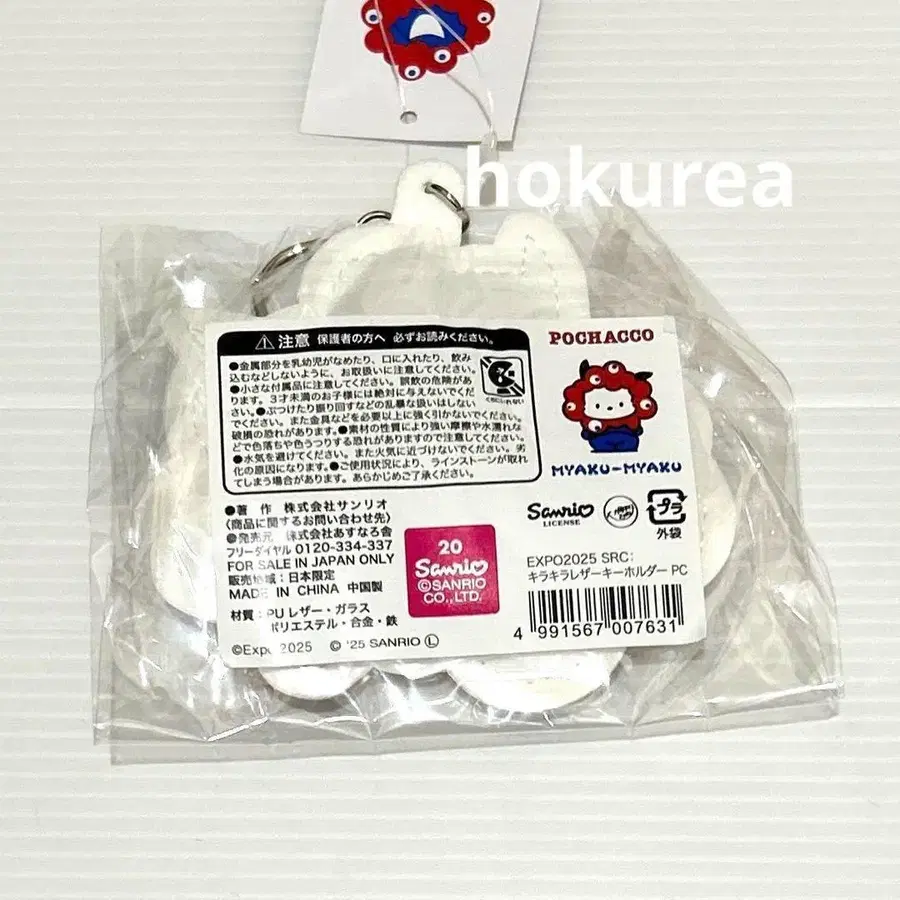 hokurea
注意 保護者の方へ 必ずお読みください。
●金属部分を乳幼児がなめたり、口に入れたり、飲み
込むなどしないように、お取扱いに注意してください。
●小さな付属品に注意してください。誤飲の危険があ
ります。3才未満のお子様には絶対に与えないでくだ
さい。●ぶつけたり振り回すなどの乱暴な扱いはしない
でください。また金具などを必要以上に強く引かないでください。
破損の恐れがあります。●素材の性質により強い摩擦や水濡れな
どで色落ちや色うつりする恐れがありますので注意してください。
●水気を避けてください。また火気に近づけないでください。劣
化の原因になります。●ご使用状況により、ラインストーンが取れ
てしまう場合があります。あらかじめご了承ください。
くちにいれない
POCHACCO
MYAKU-MYAKU
●著 作 株式会社サンリオ
〈商品に関するお問い合わせ先〉
●発売元 株式会社あすなろ舎
フリーダイヤル 0120-334-337
FOR SALE IN JAPAN ONLY
販売地域:日本限定
MADE IN CHINA 中国製
材質:PUレザー・ガラス
ポリエステル・合金・鉄
©Expo 2025 © '25 SANRIO Ⓛ
20
Sanrio
©SANRIO
CO.,LTD.
Sanrio
LICENSE
プラ
外袋
EXPO2025 SRC:
キラキラレザーキーホルダー PC
4 991567 007631